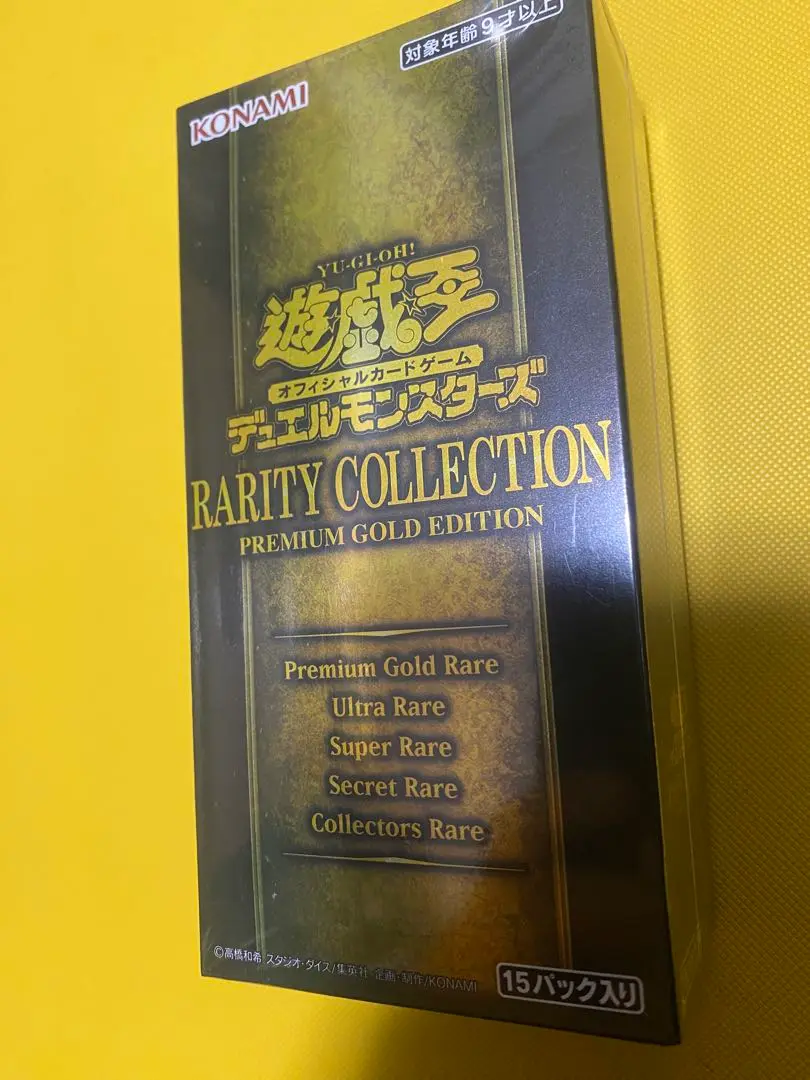 対象年齢9才以上
KONAMI
YU-GI-OH!
遊☆戯☆王
オフィシャルカードゲーム
デュエルモンスターズ
RARITY COLLECTION
PREMIUM GOLD EDITION
Premium Gold Rare
Ultra Rare
Super Rare
Secret Rare
Collectors Rare
©高橋和希 スタジオ・ダイス/集英社 企画・制作/KONAMI
15パック入り